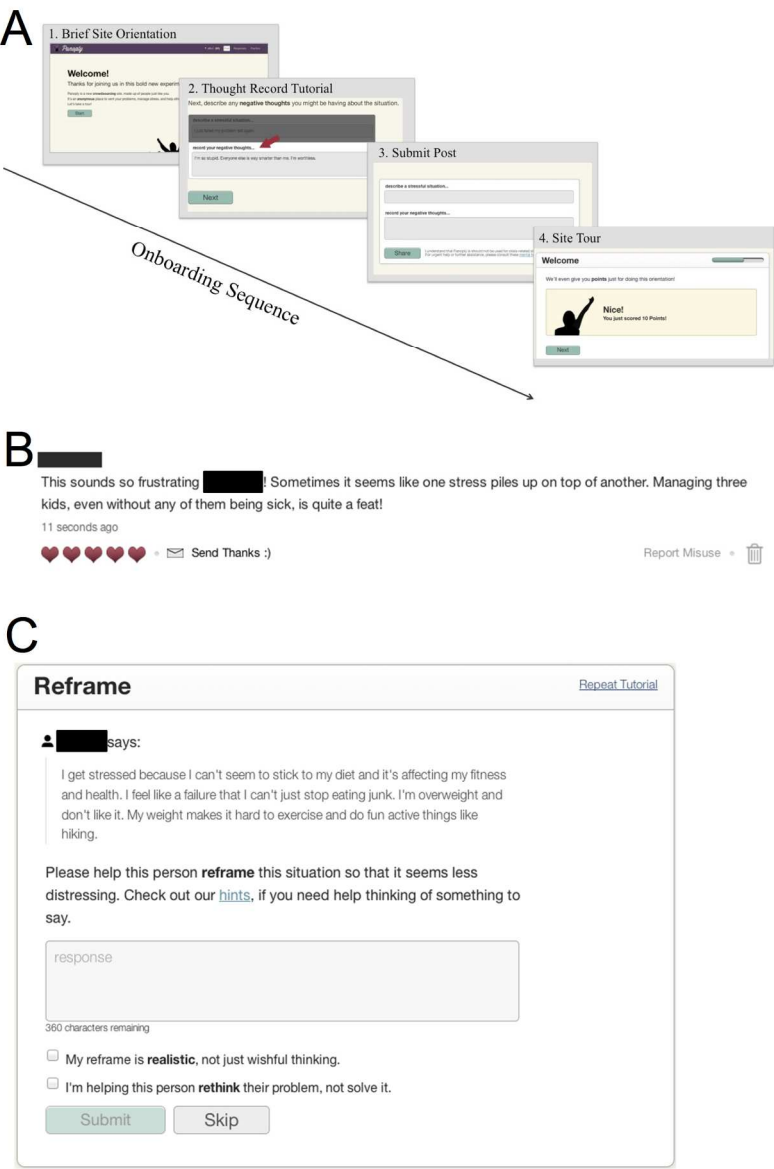 A
1. Brief Site Orientation
Panoply
Welcome!
Thanks for joining us in this bold new experim
Start
2. Thought Record Tutorial
Next, describe any negative thoughts you might be having about the situation.
describe a stressful situation...
record your negative thoughts...
I'm so stupid. Everyone else is way smarter than me. I'm worthless.
Next
3. Submit Post
describe a stressful situation...
record your negative thoughts...
Share
4. Site Tour
Welcome
We'll even give you points just for doing this orientation!
Nice!
You just scored 10 Points!
Next
Onboarding Sequence
B
This sounds so frustrating ! Sometimes it seems like one stress piles up on top of another. Managing three
kids, even without any of them being sick, is quite a feat!
11 seconds ago
Send Thanks :)
Report Misuse
C
Reframe
Repeat Tutorial
says:
I get stressed because I can't seem to stick to my diet and it's affecting my fitness
and health. I feel like a failure that I can't just stop eating junk. I'm overweight and
don't like it. My weight makes it hard to exercise and do fun active things like
hiking.
Please help this person reframe this situation so that it seems less
distressing. Check out our hints, if you need help thinking of something to
say.
response
360 characters remaining
My reframe is realistic, not just wishful thinking.
I'm helping this person rethink their problem, not solve it.
Submit
Skip